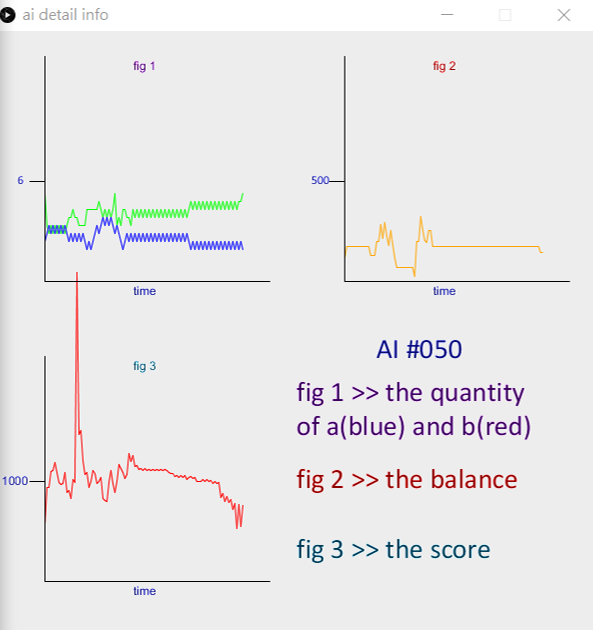 ai detail info
fig 1
fig 2
6
500
time
time
fig 3
AI #050
fig 1 >> the quantity
of a(blue) and b(red)
fig 2 >> the balance
1000
fig 3 >> the score
time